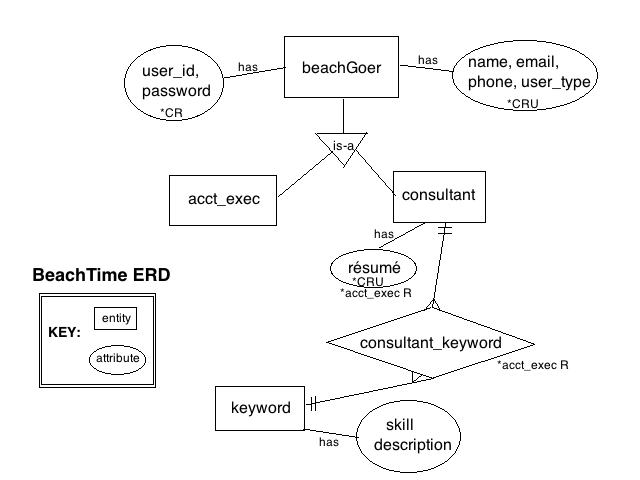 has
beachGoer
has
user_id,
password
*CR
name, email,
phone, user_type
*CRU
is-a
acct_exec
consultant
has
résumé
*CRU
*acct_exec R
BeachTime ERD
KEY:
entity
attribute
consultant_keyword
*acct_exec R
keyword
has
skill
description